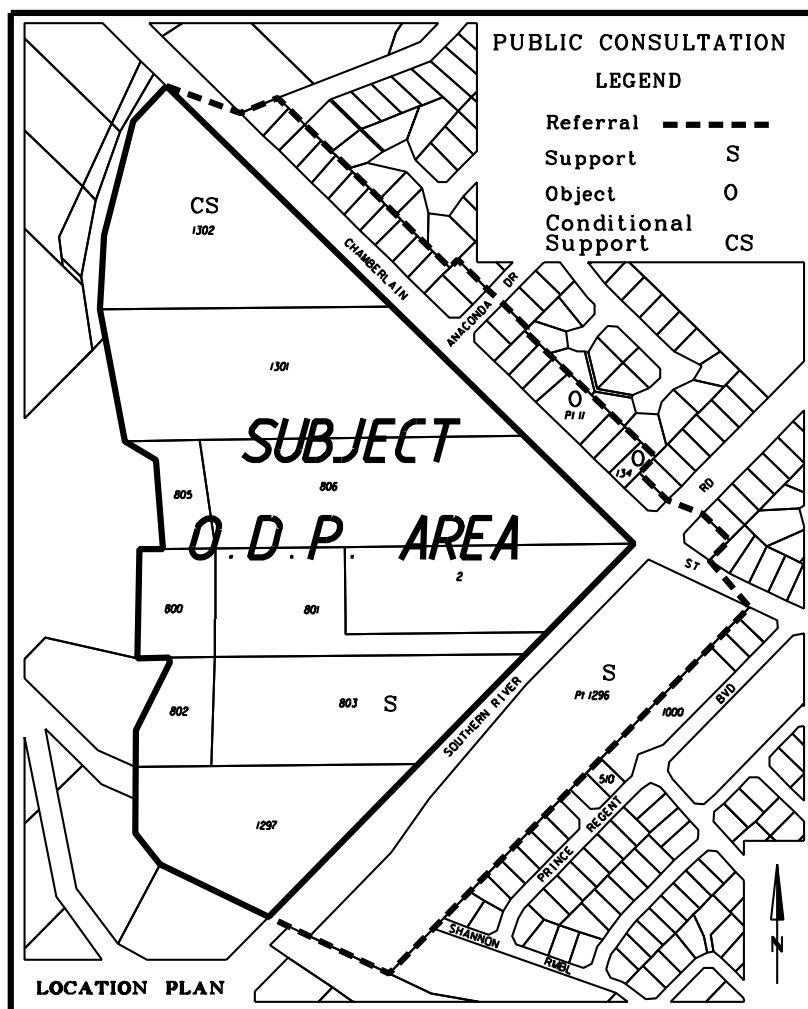 PUBLIC CONSULTATION
LEGEND
Referral
Support S
Object O
Conditional
Support CS
CS
1302
CHAMBERLAIN
ANACONDA DR
1301
O
Pt 11
O
134
SUBJECT
805
806
RD
O.D.P. AREA
ST
2
800
801
S
Pt 1296
802
803 S
SOUTHERN RIVER
1000
BVD
510
PRINCE REGENT
1297
SHANNON
RMBL
N
LOCATION PLAN